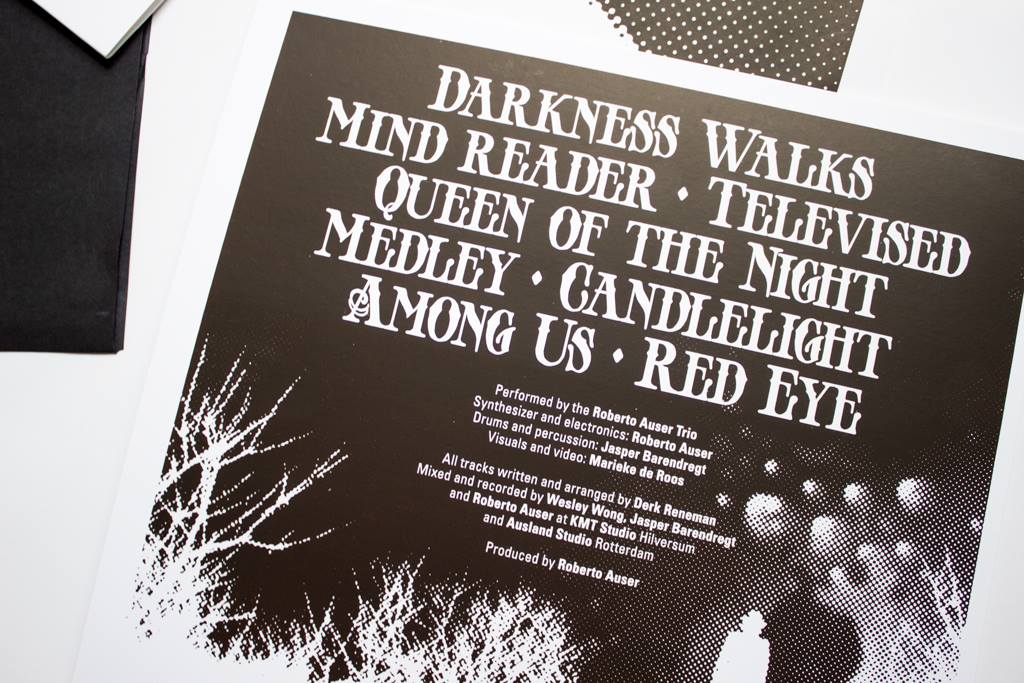 DARKNESS WALKS
MIND READER • TELEVISED
QUEEN OF THE NIGHT
MEDLEY • CANDLELIGHT
AMONG US • RED EYE
Performed by the Roberto Auser Trio
Synthesizer and electronics: Roberto Auser
Drums and percussion: Jasper Barendregt
Visuals and video: Marieke de Roos
All tracks written and arranged by Derk Reneman
Mixed and recorded by Wesley Wong, Jasper Barendregt
and Roberto Auser at KMT Studio Hilversum
and Ausland Studio Rotterdam
Produced by Roberto Auser